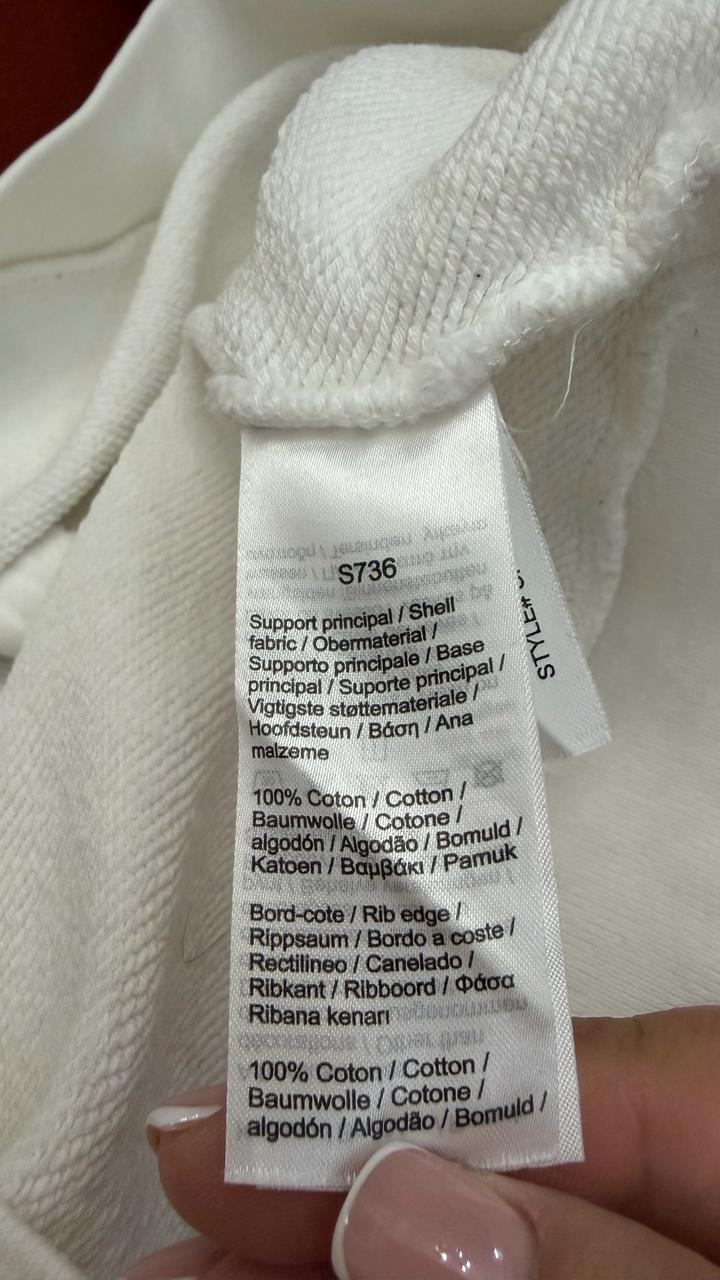 S736
Support principal / Shell
fabric / Obermaterial /
Supporto principale / Base
principal / Suporte principal /
Vigtigste støttemateriale /
Hoofdsteun / Βάση / Ana
malzeme
100% Coton / Cotton /
Baumwolle / Cotone /
algodón / Algodão / Bomuld /
Katoen / Βαμβάκι / Pamuk
Bord-cote / Rib edge /
Rippsaum / Bordo a coste /
Rectilineo / Canelado /
Ribkant / Ribboord / Φάσα
Ribana kenarı
100% Coton / Cotton /
Baumwolle / Cotone /
algodón / Algodão / Bomuld /
STYLE#